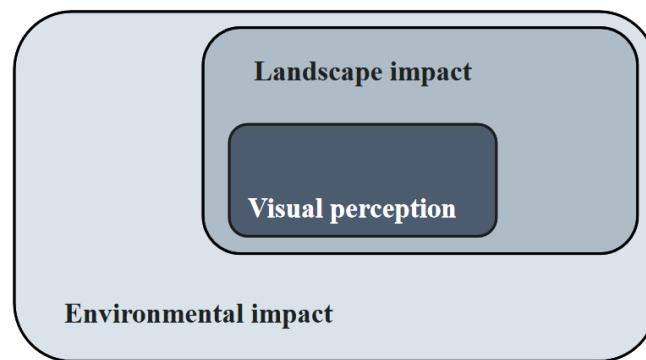 Landscape impact
Visual perception
Environmental impact